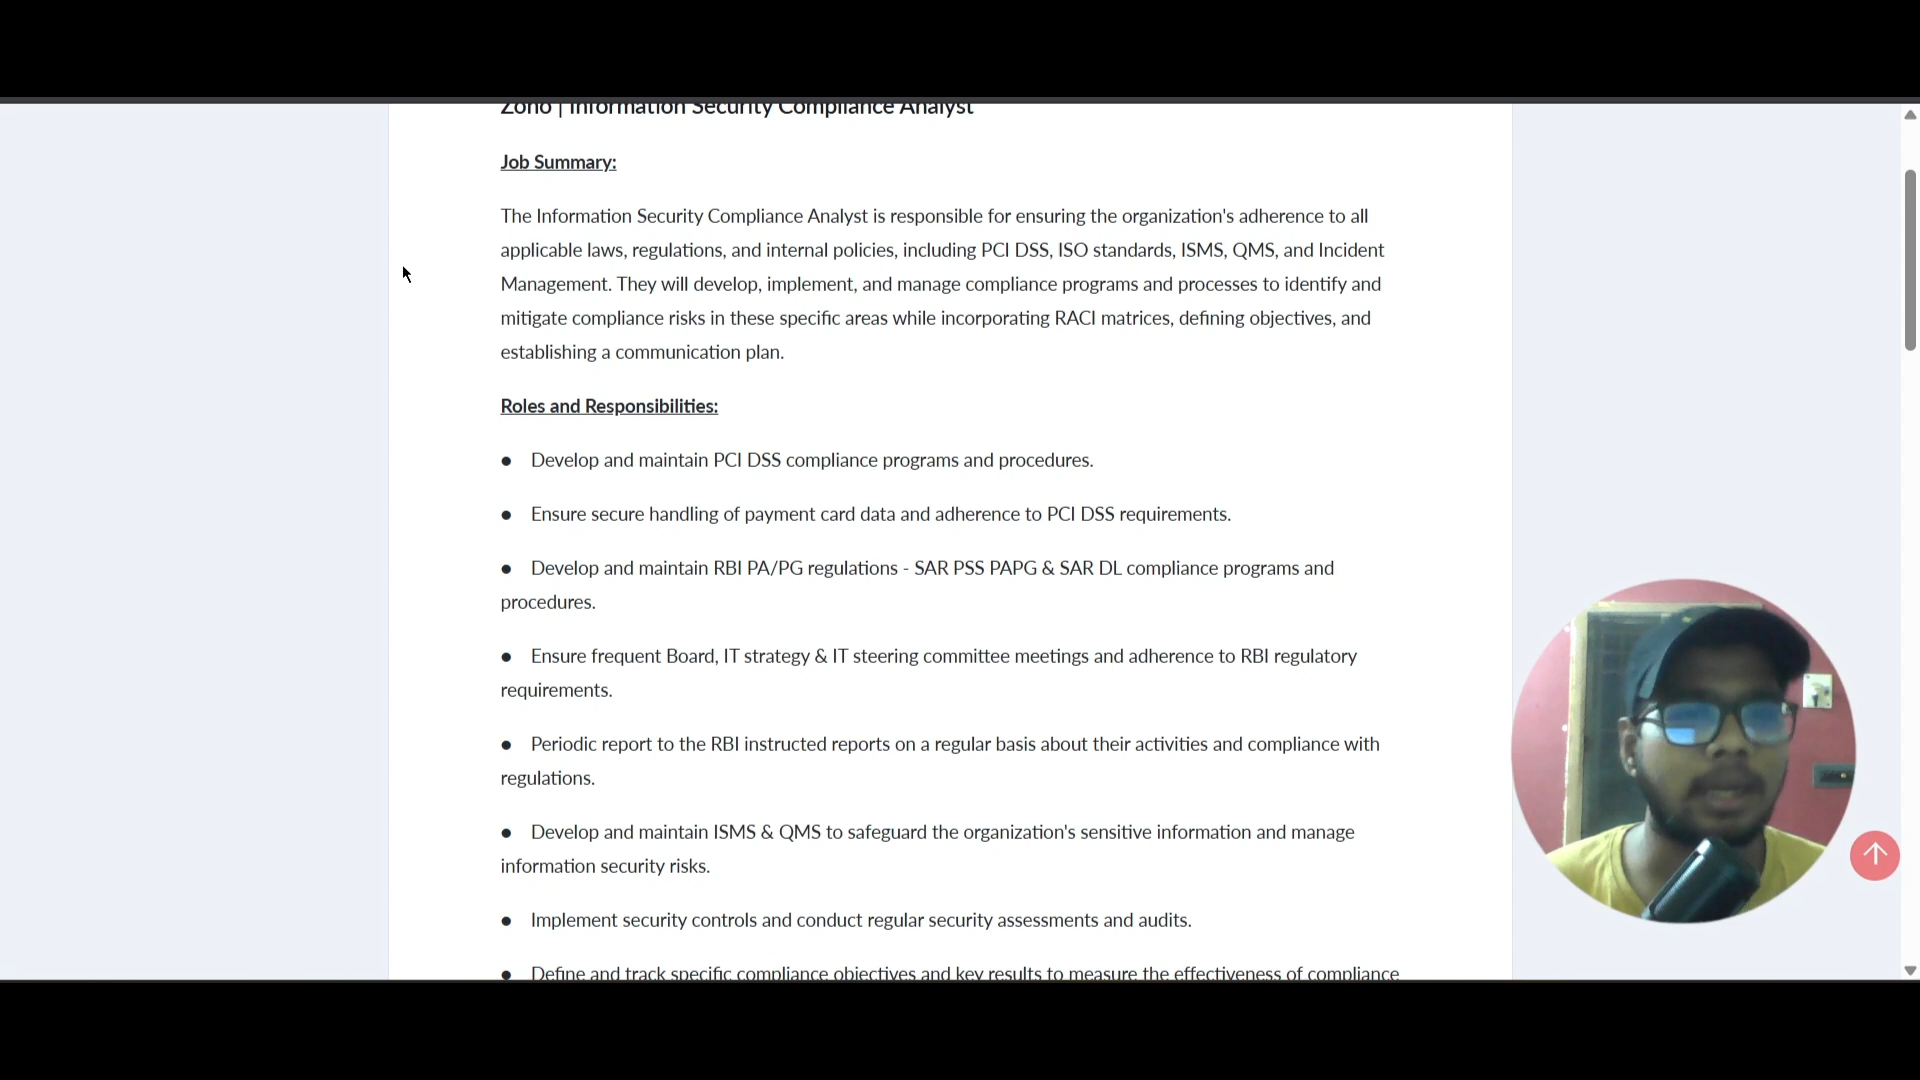 Zoho | Information Security Compliance Analyst
Job Summary:
The Information Security Compliance Analyst is responsible for ensuring the organization's adherence to all
applicable laws, regulations, and internal policies, including PCI DSS, ISO standards, ISMS, QMS, and Incident
Management. They will develop, implement, and manage compliance programs and processes to identify and
mitigate compliance risks in these specific areas while incorporating RACI matrices, defining objectives, and
establishing a communication plan.
Roles and Responsibilities:
● Develop and maintain PCI DSS compliance programs and procedures.
● Ensure secure handling of payment card data and adherence to PCI DSS requirements.
● Develop and maintain RBI PA/PG regulations - SAR PSS PAPG & SAR DL compliance programs and
procedures.
● Ensure frequent Board, IT strategy & IT steering committee meetings and adherence to RBI regulatory
requirements.
● Periodic report to the RBI instructed reports on a regular basis about their activities and compliance with
regulations.
● Develop and maintain ISMS & QMS to safeguard the organization's sensitive information and manage
information security risks.
● Implement security controls and conduct regular security assessments and audits.
● Define and track specific compliance objectives and key results to measure the effectiveness of compliance